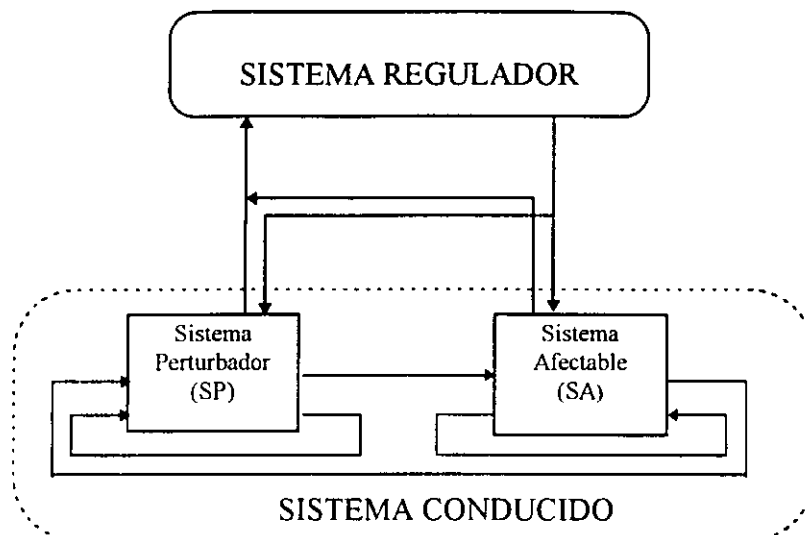 SISTEMA REGULADOR
Sistema
Perturbador
(SP)
Sistema
Afectable
(SA)
SISTEMA CONDUCIDO